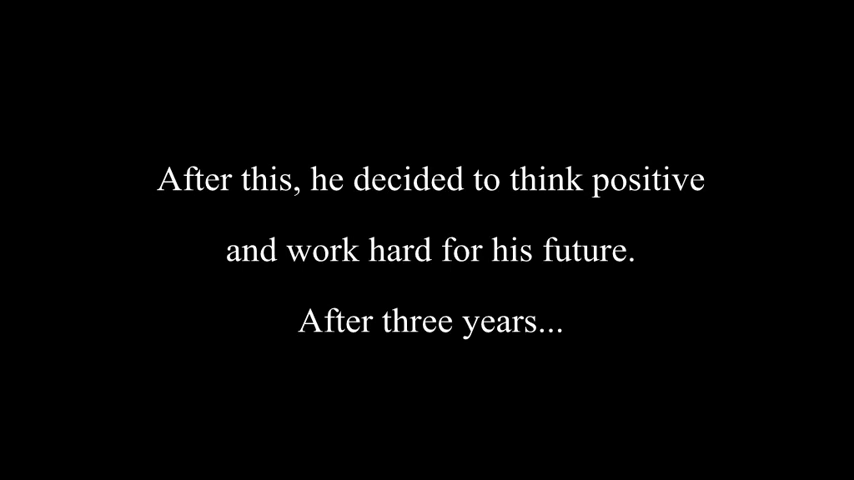 After this, he decided to think positive
and work hard for his future.
After three years...